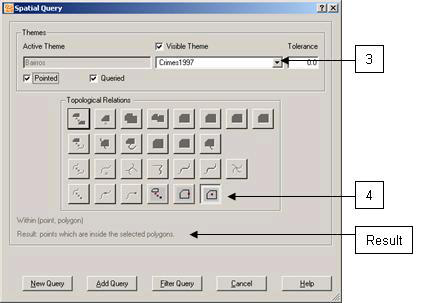 Spatial Query
Themes
Active Theme
Visible Theme
Tolerance
Bairros
Crimes1997
0.0
3
Pointed
Queried
Topological Relations
4
Within (point, polygon)
Result: points which are inside the selected polygons.
Result
New Query
Add Query
Filter Query
Cancel
Help